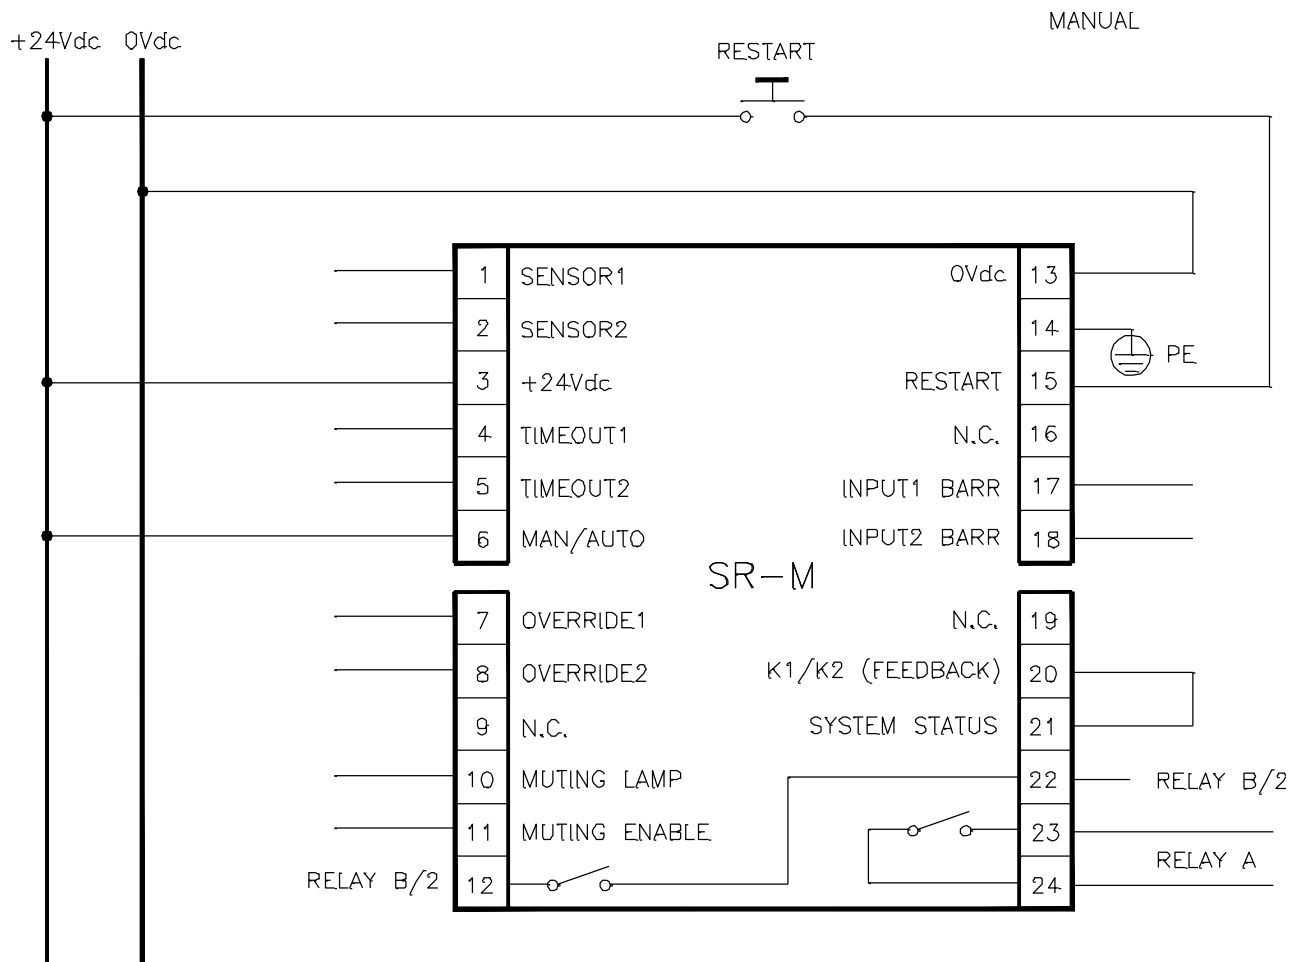 MANUAL
+24Vdc 0Vdc
RESTART
1 SENSOR1 0Vdc 13
2 SENSOR2 14
PE
3 +24Vdc RESTART 15
4 TIMEOUT1 N.C. 16
5 TIMEOUT2 INPUT1 BARR 17
6 MAN/AUTO INPUT2 BARR 18
SR-M
7 OVERRIDE1 N.C. 19
8 OVERRIDE2 K1/K2 (FEEDBACK) 20
9 N.C. SYSTEM STATUS 21
10 MUTING LAMP 22 RELAY B/2
11 MUTING ENABLE 23
RELAY A
RELAY B/2 12 24